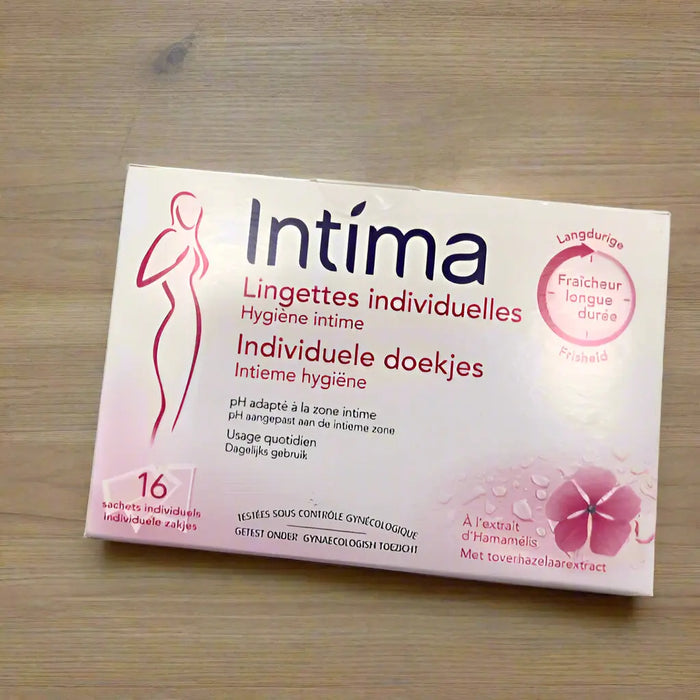 Intima
Lingettes individuelles
Hygiène intime
Individuele doekjes
Intieme hygiëne
pH adapté à la zone intime
pH aangepast aan de intieme zone
Usage quotidien
Dagelijks gebruik
Langdurige
Fraîcheur
longue
durée
Frisheid
16
sachets individuels
individuele zakjes
TESTÉES SOUS CONTRÔLE GYNÉCOLOGIQUE
GETEST ONDER GYNAECOLOGISH TOEZICHT
À l'extrait
d'Hamamélis
Met toverhazelaarextract